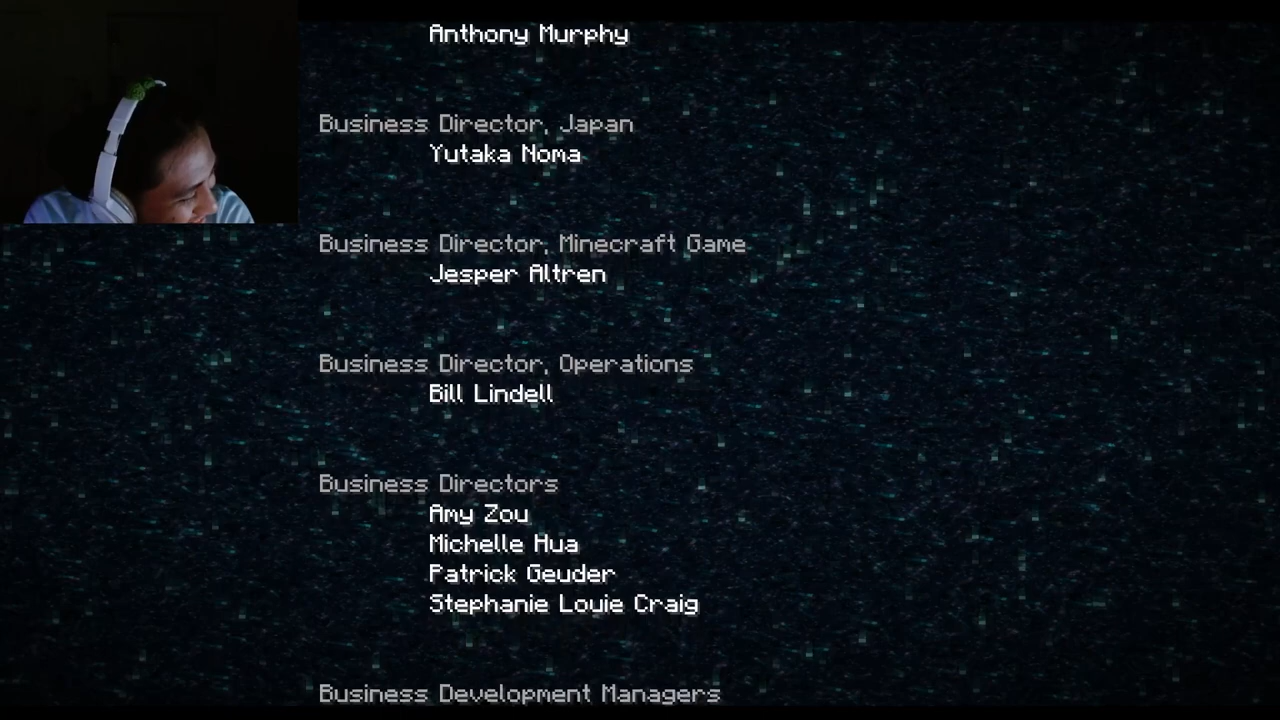 Anthony Murphy
Business Director, Japan
Yutaka Noma
Business Director, Minecraft Game
Jesper Altren
Business Director, Operations
Bill Lindell
Business Directors
Amy Zou
Michelle Hua
Patrick Geuder
Stephanie Louie Craig
Business Development Managers